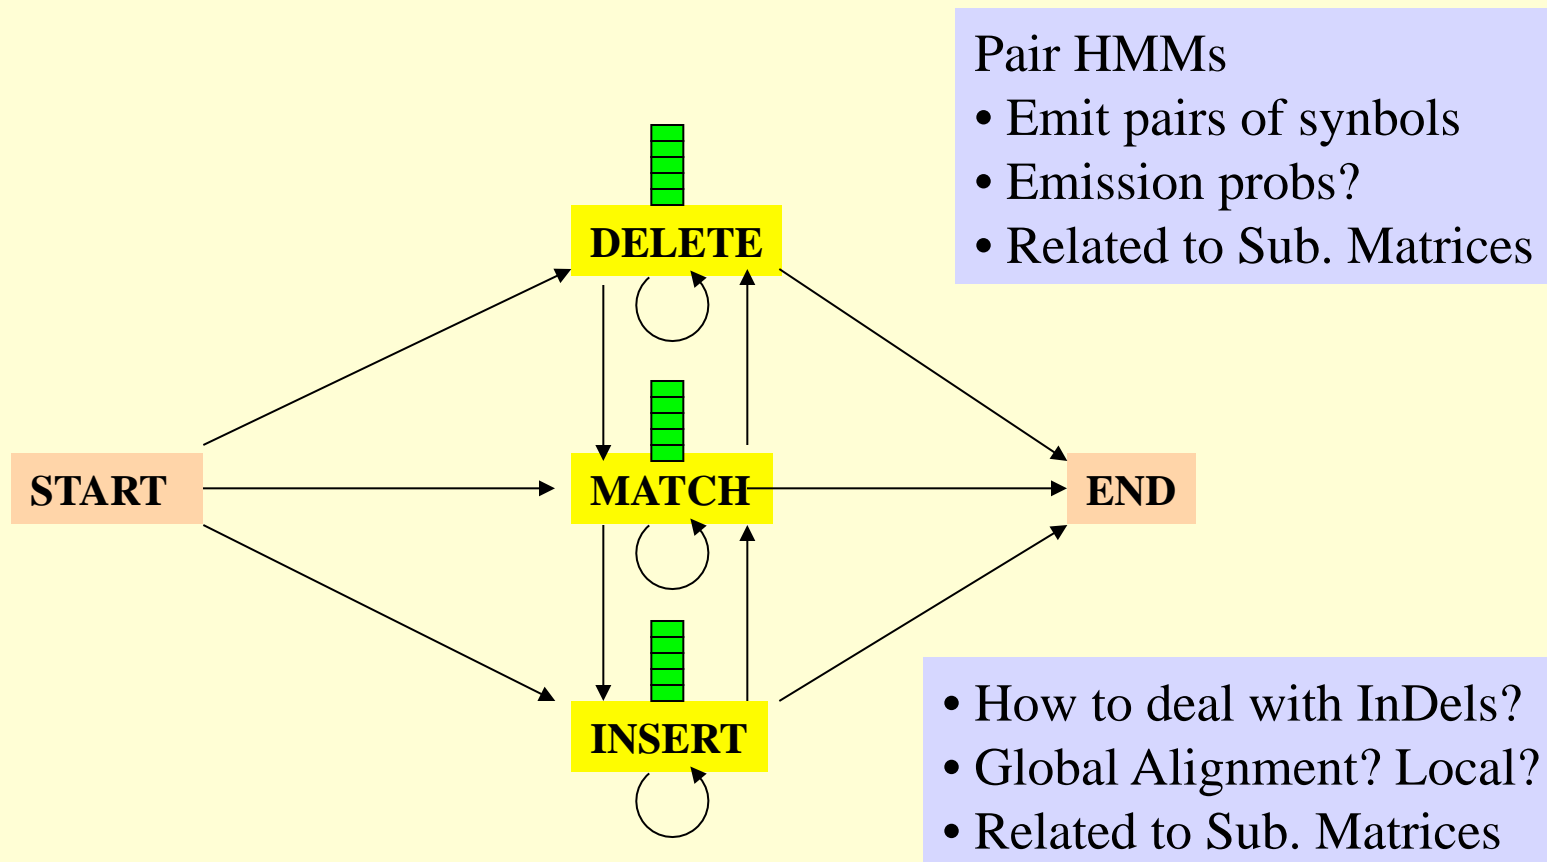 Pair HMMs
• Emit pairs of synbols
• Emission probs?
• Related to Sub. Matrices
DELETE
START
MATCH
END
INSERT
• How to deal with InDels?
• Global Alignment? Local?
• Related to Sub. Matrices